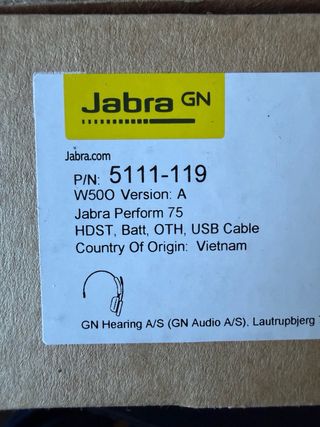 Jabra GN
Jabra.com
P/N: 5111-119
W50O Version: A
Jabra Perform 75
HDST, Batt, OTH, USB Cable
Country Of Origin: Vietnam
GN Hearing A/S (GN Audio A/S), Lautrupbjerg